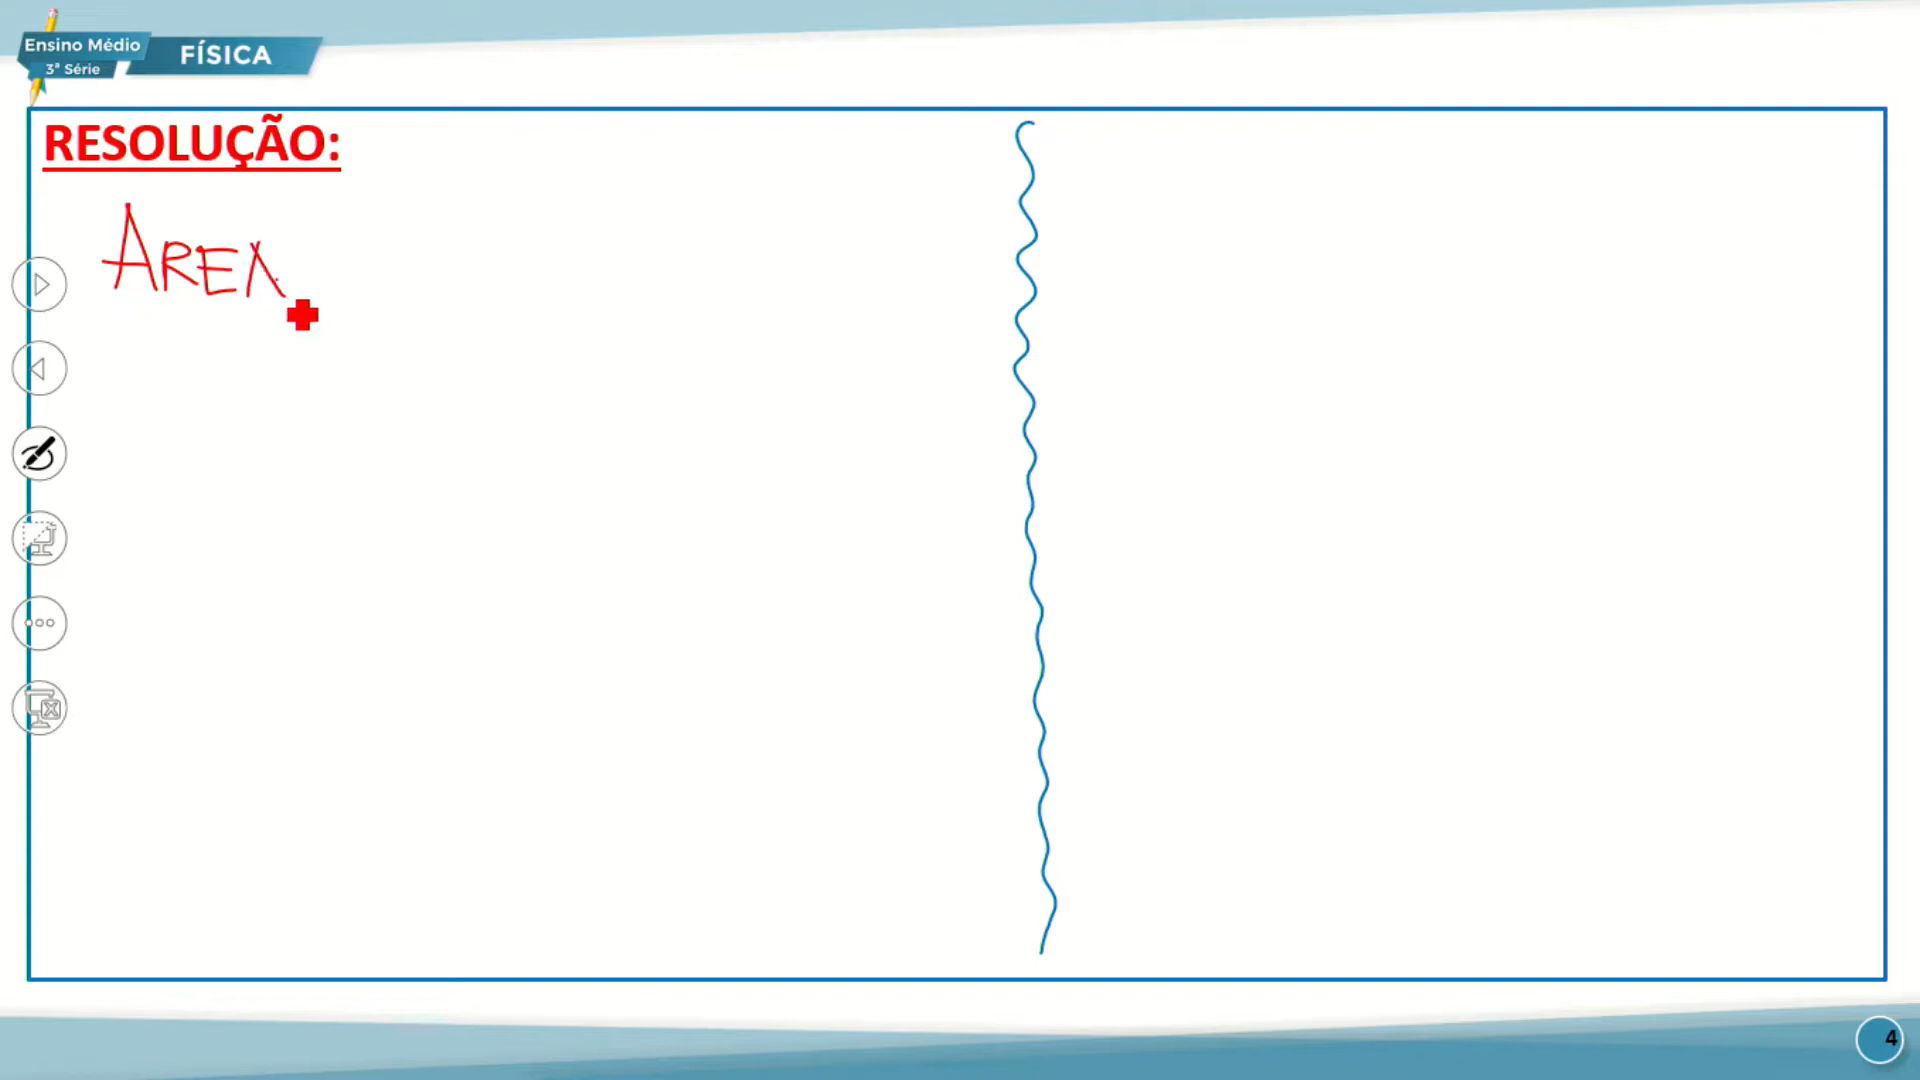 Ensino Médio
3ª Série
FÍSICA
RESOLUÇÃO:
AREA
4